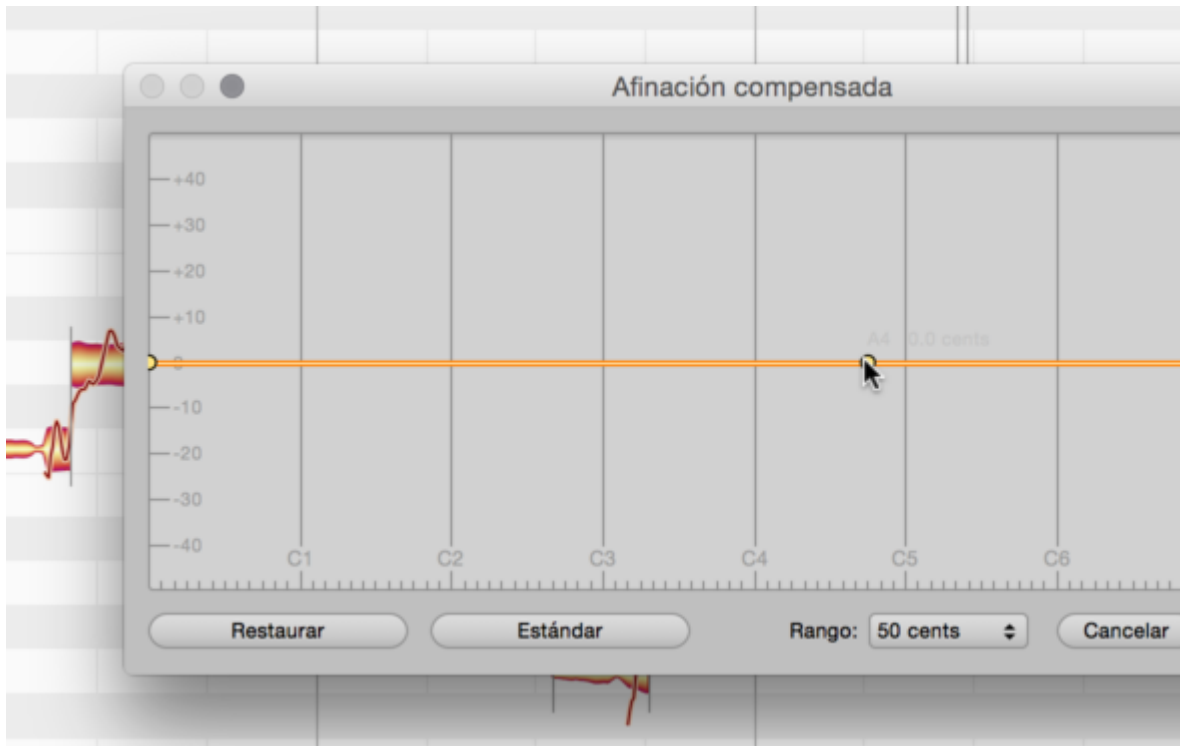 Afinación compensada
+40
+30
+20
+10
A4 0.0 cents
0
-10
-20
-30
-40
C1 C2 C3 C4 C5 C6
Restaurar Estándar Rango: 50 cents Cancelar